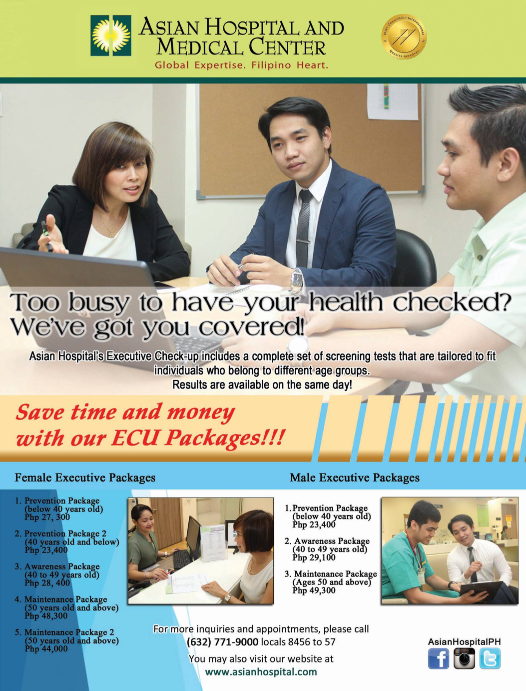 ASIAN HOSPITAL AND
MEDICAL CENTER
Global Expertise. Filipino Heart.
Too busy to have your health checked?
We've got you covered!
Asian Hospital's Executive Check-up includes a complete set of screening tests that are tailored to fit
individuals who belong to different age groups.
Results are available on the same day!
Save time and money
with our ECU Packages!!!
Female Executive Packages
1. Prevention Package
(below 40 years old)
Php 27, 300
2. Prevention Package 2
(40 years old and below)
Php 23,400
3. Awareness Package
(40 to 49 years old)
Php 28, 400
4. Maintenance Package
(50 years old and above)
Php 48,300
5. Maintenance Package 2
(50 years old and above)
Php 44,000
Male Executive Packages
1.Prevention Package
(below 40 years old)
Php 23,400
2. Awareness Package
(40 to 49 years old)
Php 29,100
3. Maintenance Package
(Ages 50 and above)
Php 49,300
For more inquiries and appointments, please call
(632) 771-9000 locals 8456 to 57
You may also visit our website at
www.asianhospital.com
AsianHospitalPH